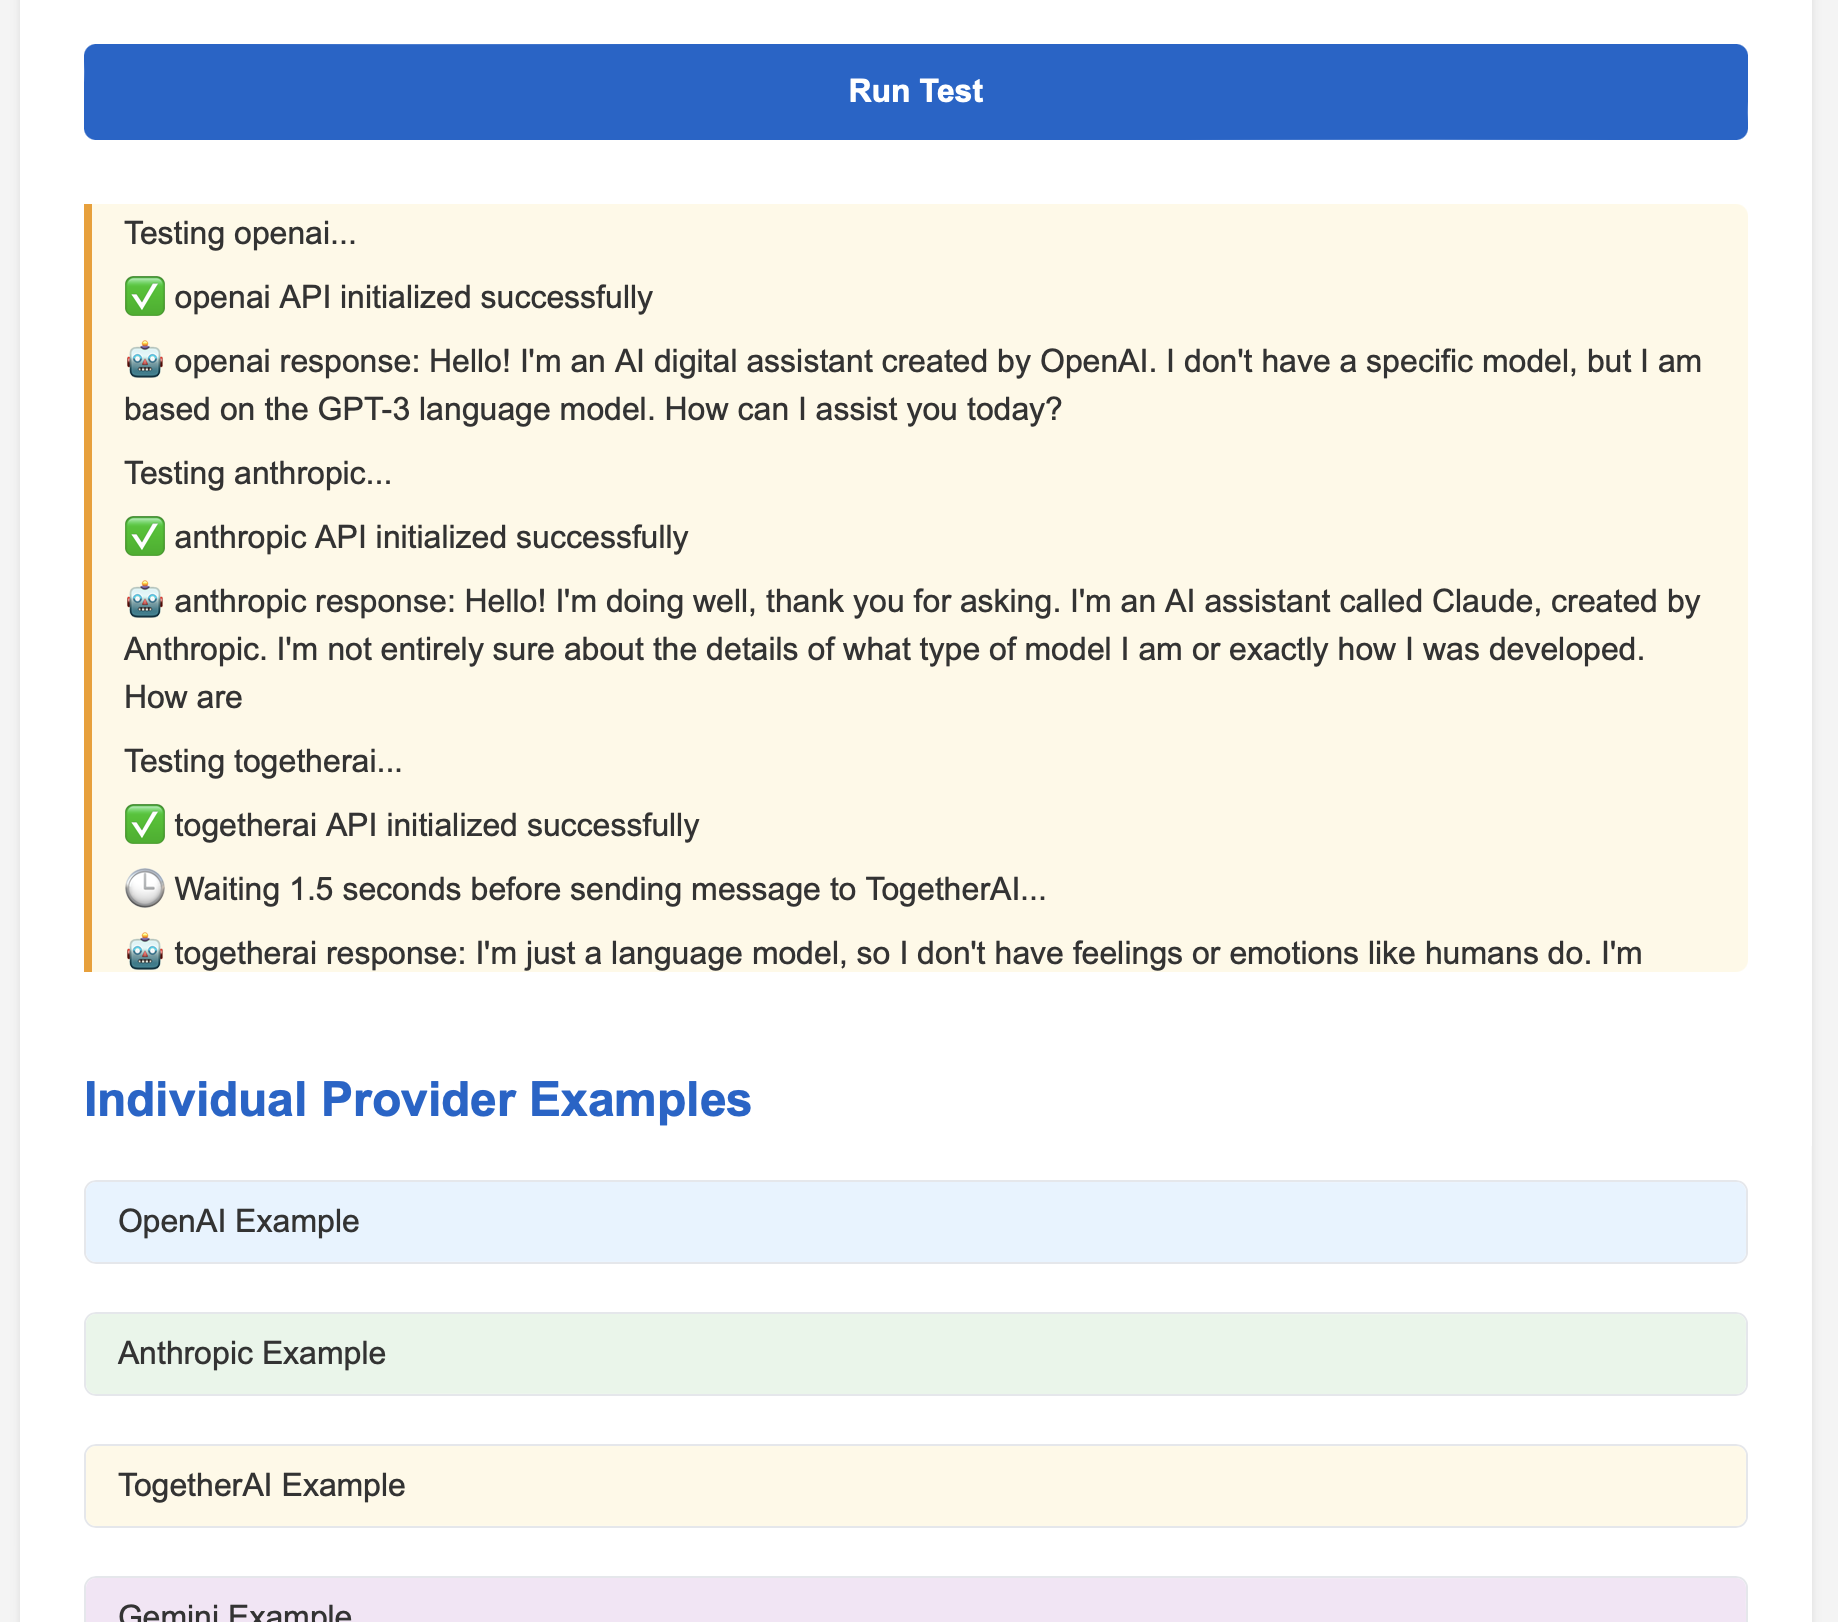 Run Test
Testing openai...
✅ openai API initialized successfully
🤖 openai response: Hello! I'm an AI digital assistant created by OpenAI. I don't have a specific model, but I am
based on the GPT-3 language model. How can I assist you today?
Testing anthropic...
✅ anthropic API initialized successfully
🤖 anthropic response: Hello! I'm doing well, thank you for asking. I'm an AI assistant called Claude, created by
Anthropic. I'm not entirely sure about the details of what type of model I am or exactly how I was developed.
How are
Testing togetherai...
✅ togetherai API initialized successfully
🕒 Waiting 1.5 seconds before sending message to TogetherAI...
🤖 togetherai response: I'm just a language model, so I don't have feelings or emotions like humans do. I'm
Individual Provider Examples
OpenAI Example
Anthropic Example
TogetherAI Example
Gemini Example